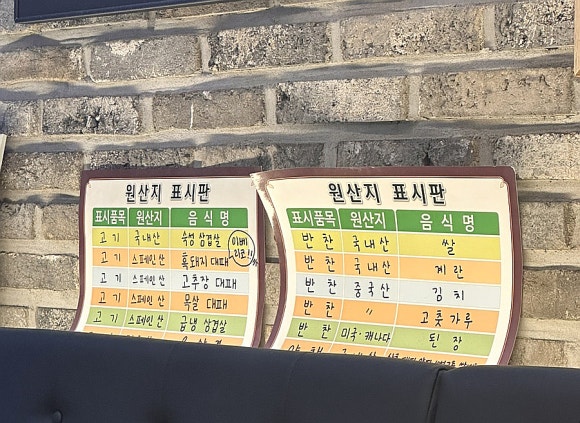 원산지 표시판
표시품목 원산지 음식명
고기 국내산 숙성 삼겹살
이베리코!!
고기 스페인산 흑돼지 대패
고기 스페인산 고추장 대패
고기 스페인산 목살 대패
고기 스페인산 급냉 삼겹살
원산지 표시판
표시품목 원산지 음식명
반찬 국내산 쌀
반찬 국내산 계란
반찬 중국산 김치
반찬 〃 고춧가루
반찬 미국·캐나다 된장